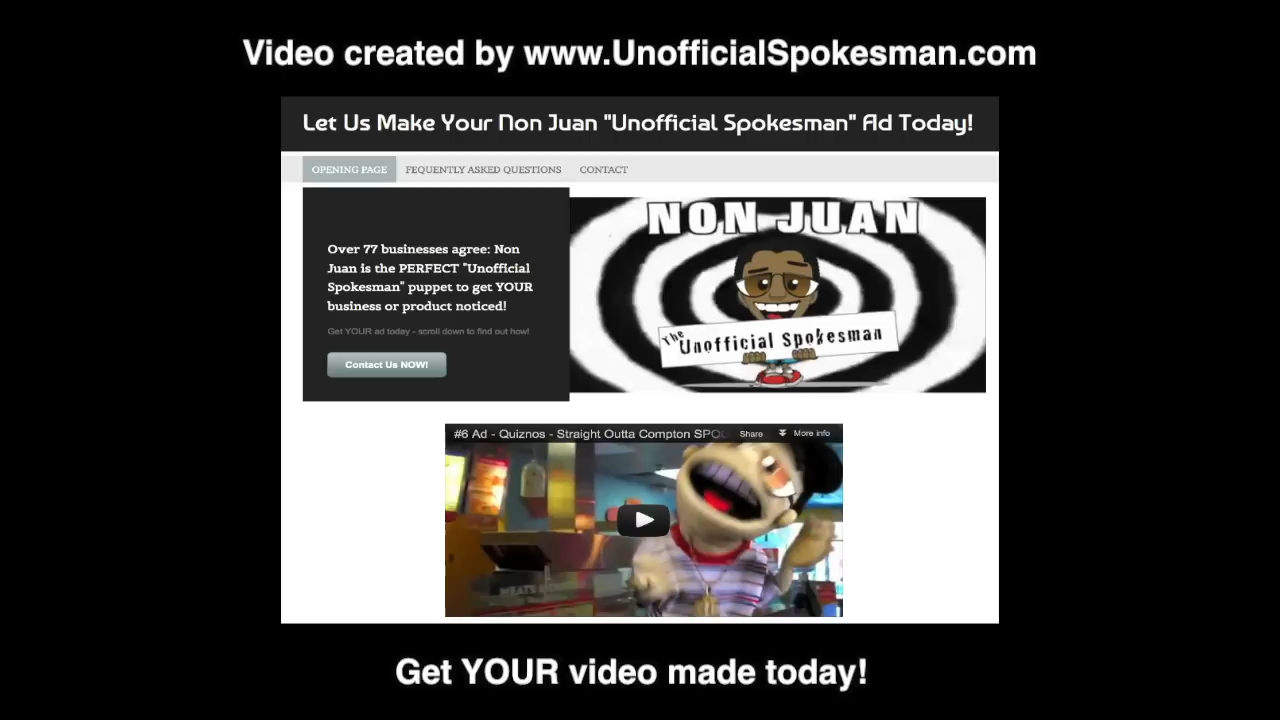 Video created by www.UnofficialSpokesman.com
Let Us Make Your Non Juan "Unofficial Spokesman" Ad Today!
OPENING PAGE FEQUENTLY ASKED QUESTIONS CONTACT
Over 77 businesses agree: Non
Juan is the PERFECT "Unofficial
Spokesman" puppet to get YOUR
business or product noticed!
Get YOUR ad today - scroll down to find out how!
Contact Us NOW!
NON JUAN
The Unofficial Spokesman
#6 Ad - Quiznos - Straight Outta Compton Share More info
Get YOUR video made today!